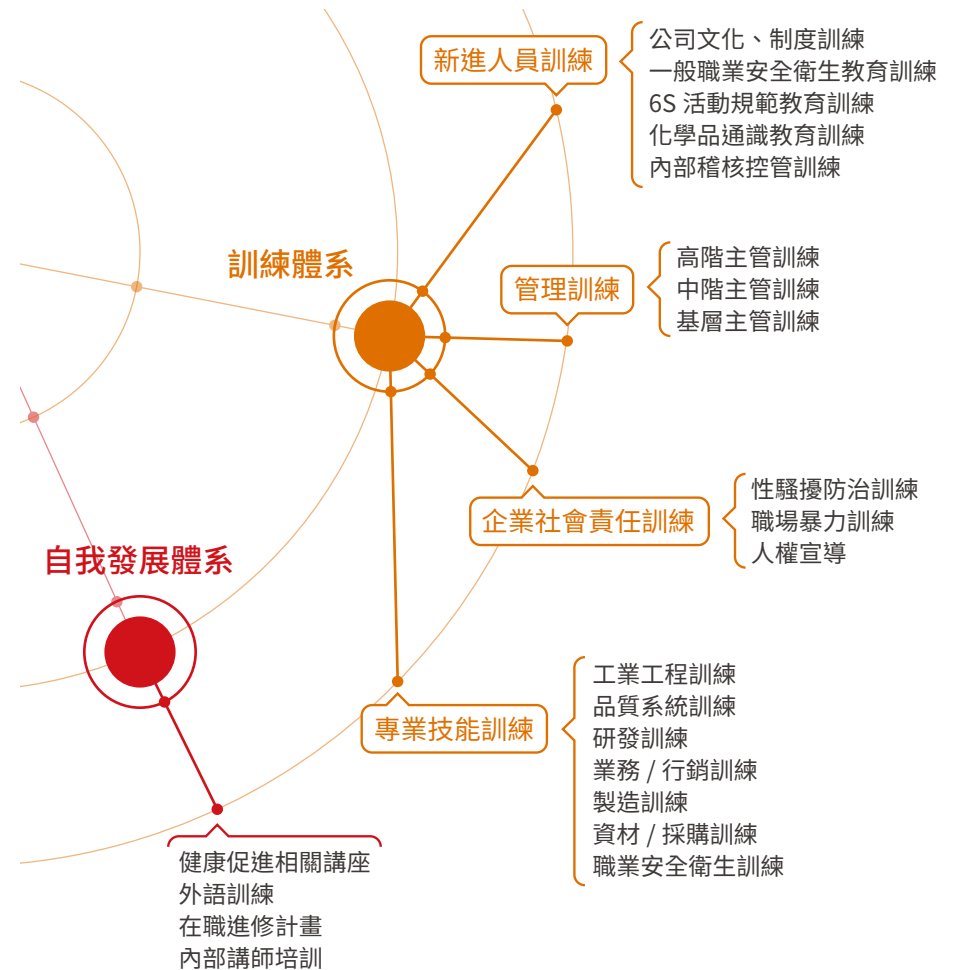 新進人員訓練
公司文化、制度訓練
一般職業安全衛生教育訓練
6S 活動規範教育訓練
化學品通識教育訓練
內部稽核控管訓練
訓練體系
管理訓練
高階主管訓練
中階主管訓練
基層主管訓練
企業社會責任訓練
性騷擾防治訓練
職場暴力訓練
人權宣導
自我發展體系
專業技能訓練
工業工程訓練
品質系統訓練
研發訓練
業務 / 行銷訓練
製造訓練
資材 / 採購訓練
職業安全衛生訓練
健康促進相關講座
外語訓練
在職進修計畫
內部講師培訓